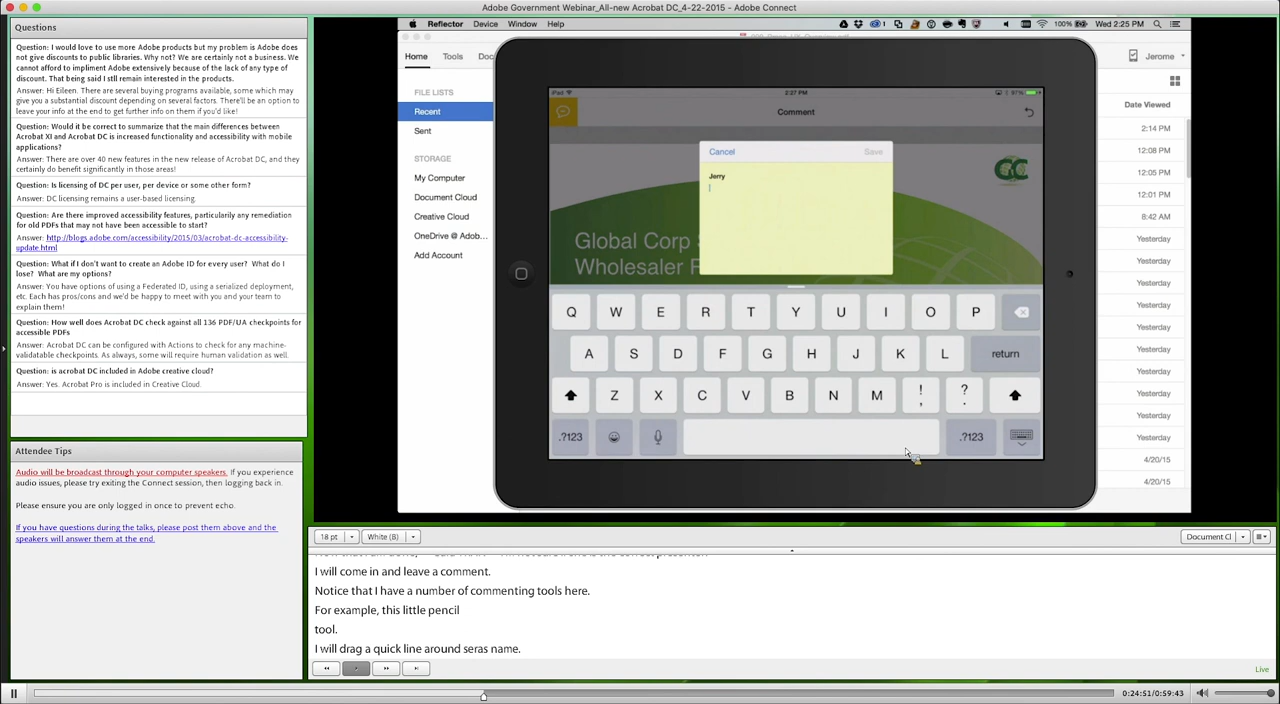 Adobe Government Webinar_All-new Acrobat DC_4-22-2015 - Adobe Connect
Questions
Question: I would love to use more Adobe products but my problem is Adobe does
not give discounts to public libraries. Why not? We are certainly not a business. We
cannot afford to impliment Adobe extensively because of the lack of any type of
discount. That being said I stll remain interested in the products.
Answer: Hi Eileen. There are several buying programs available, some which may
give you a substantial discount depending on several factors. There'll be an option to
leave your info at the end to get further info on them if you'd like!
Question: Would it be correct to summarize that the main differences between
Acrobat XI and Acrobat DC is increased functionality and accessibility with mobile
applications?
Answer: There are over 40 new features in the new release of Acrobat DC, and they
certainly do benefit significantly in those areas!
Question: Is licensing of DC per user, per device or some other form?
Answer: DC licensing remains a user-based licensing.
Question: Are there improved accessibility features, particularly any remediation
for old PDFs that may not have been accessible to start?
Answer: http://blogs.adobe.com/accessibility/2015/03/acrobat-dc-accessibility-
update.html
Question: What if I don't want to create an Adobe ID for every user? What do I
lose? What are my options?
Answer: You have options of using a Federated ID, using a serialized deployment,
etc. Each has pros/cons and we'd be happy to meet with you and your team to
explain them!
Question: How well does Acrobat DC check against all 136 PDF/UA checkpoints for
accessible PDFs
Answer: Acrobat DC can be configured with Actions to check for any machine-
validatable checkpoints. As always, some will require human validation as well.
Question: is acrobat DC included in Adobe creative cloud?
Answer: Yes. Acrobat Pro is included in Creative Cloud.
Attendee Tips
Audio will be broadcast through your computer speakers. If you experience
audio issues, please try exiting the Connect session, then logging back in.
Please ensure you are only logged in once to prevent echo.
If you have questions during the talks, please post them above and the
speakers will answer them at the end.
Reflector Device Window Help
100% Wed 2:25 PM
Home Tools Doc
Jerome
FILE LISTS
Recent
Sent
STORAGE
My Computer
Document Cloud
Creative Cloud
OneDrive @ Adob...
Add Account
Date Viewed
2:14 PM
12:08 PM
12:05 PM
12:01 PM
8:42 AM
Yesterday
Yesterday
Yesterday
Yesterday
Yesterday
Yesterday
Yesterday
Yesterday
Yesterday
Yesterday
4/20/15
4/20/15
iPad 2:27 PM 97%
Comment
Cancel Save
Jerry
GC
Global Corp S
Wholesaler P
Q W E R T Y U I O P
A S D F G H J K L return
Z X C V B N M ! , ? .
.?123 .?123
18 pt White (B) Document Cl
I will come in and leave a comment.
Notice that I have a number of commenting tools here.
For example, this little pencil
tool.
I will drag a quick line around seras name.
Live
0:24:51/0:59:43